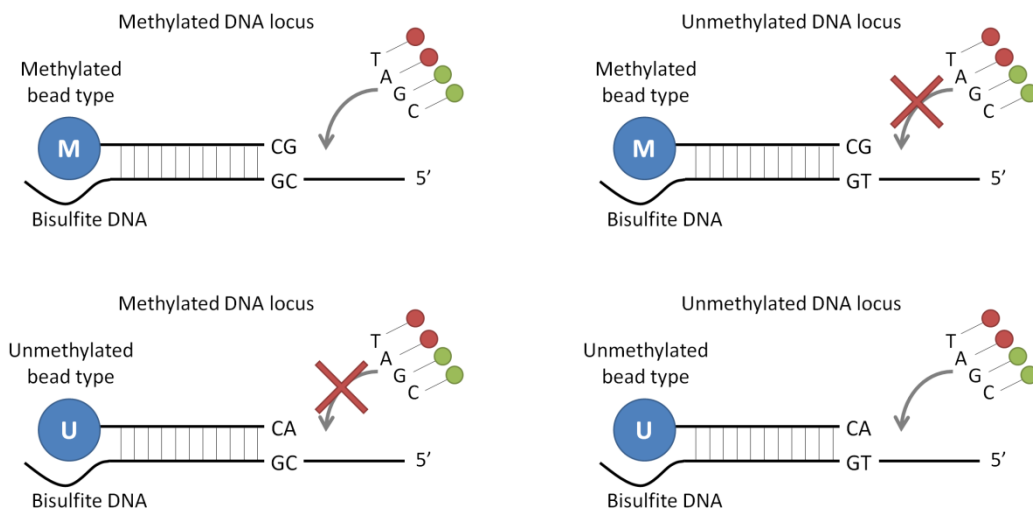 Methylated DNA locus
T
A
G
C
Methylated
bead type
M
CG
GC
5’
Bisulfite DNA
Unmethylated DNA locus
T
A
G
C
Methylated
bead type
M
CG
GT
5’
Bisulfite DNA
Methylated DNA locus
T
A
G
C
Unmethylated
bead type
U
CA
GC
5’
Bisulfite DNA
Unmethylated DNA locus
T
A
G
C
Unmethylated
bead type
U
CA
GT
5’
Bisulfite DNA